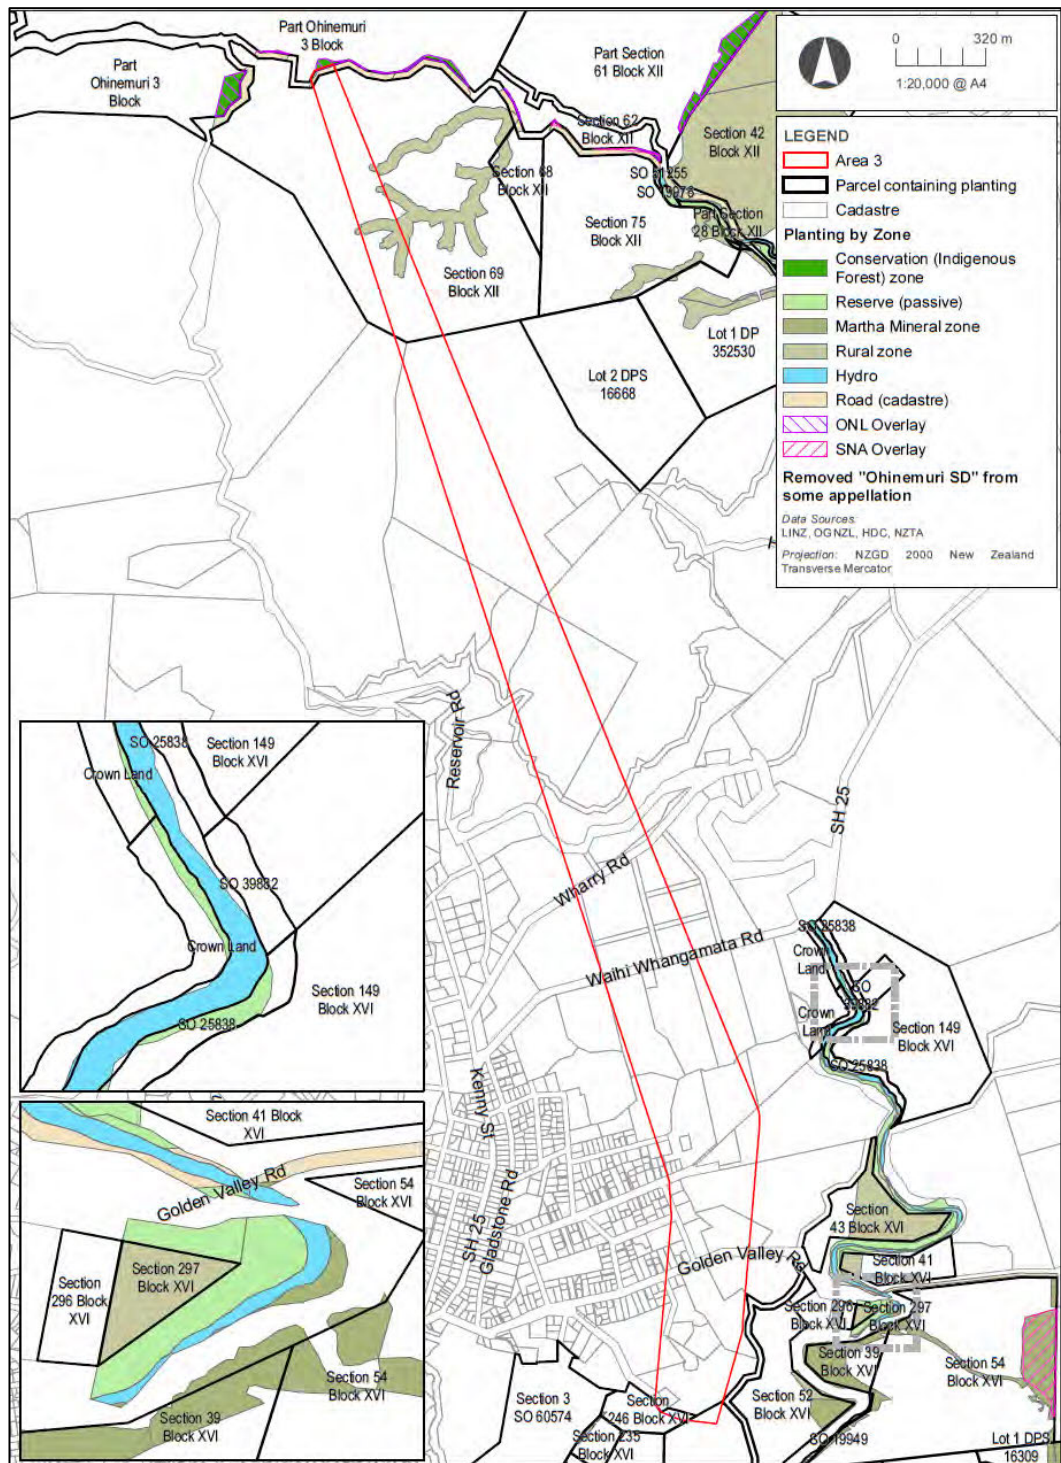 Part Ohinemuri
3 Block
Part
Ohinemuri 3
Block
Part Section
61 Block XII
Section 62
Block XII
Section 42
Block XII
Section 68
Block XII
SO 61255
Part Section
28 Block XII
Section 75
Block XII
Section 69
Block XII
Lot 1 DP
352530
Lot 2 DPS
16668
0 320 m
1:20,000 @ A4
LEGEND
Area 3
Parcel containing planting
Cadastre
Planting by Zone
Conservation (Indigenous
Forest) zone
Reserve (passive)
Martha Mineral zone
Rural zone
Hydro
Road (cadastre)
ONL Overlay
SNA Overlay
Removed "Ohinemuri SD" from
some appellation
Data Sources:
LINZ, OGNZL, HDC, NZTA
Projection: NZGD 2000 New Zealand
Transverse Mercator
Reservoir Rd
Wharry Rd
Waihi Whangamata Rd
SH 25
Kenny St
SH 25
Gladstone Rd
Golden Valley Rd
SO 25838
Crown
Land
SO
39832
Crown
Land
Section 149
Block XVI
SO 25838
Section
43 Block XVI
Section 41
Block XVI
Section 296
Block XVI
Section 297
Block XVI
Section 39
Block XVI
Section 54
Block XVI
Section 52
Block XVI
SO 19949
Lot 1 DPS
16309
Section 3
SO 60574
Section
246 Block XVI
Section 235
Block XVI
SO 25838
Section 149
Block XVI
Crown Land
SO 39832
Crown Land
Section 149
Block XVI
SO 25838
Section 41 Block
XVI
Golden Valley Rd
Section 54
Block XVI
Section 297
Block XVI
Section
296 Block
XVI
Section 54
Block XVI
Section 39
Block XVI